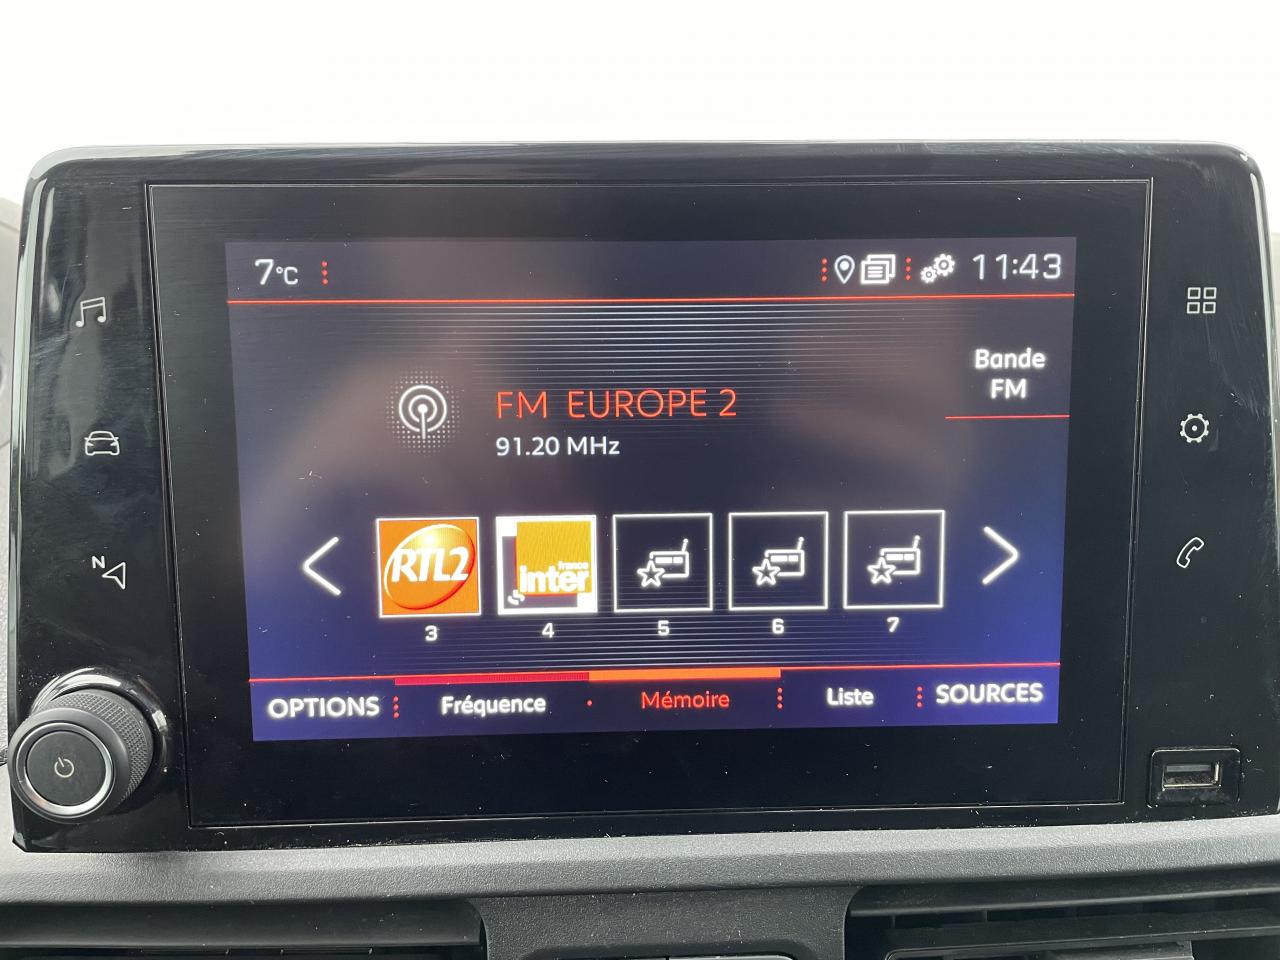 7°C
11:43
Bande
FM
FM EUROPE 2
91.20 MHz
RTL2
france
inter
3
4
5
6
7
OPTIONS
Fréquence
Mémoire
Liste
SOURCES
N